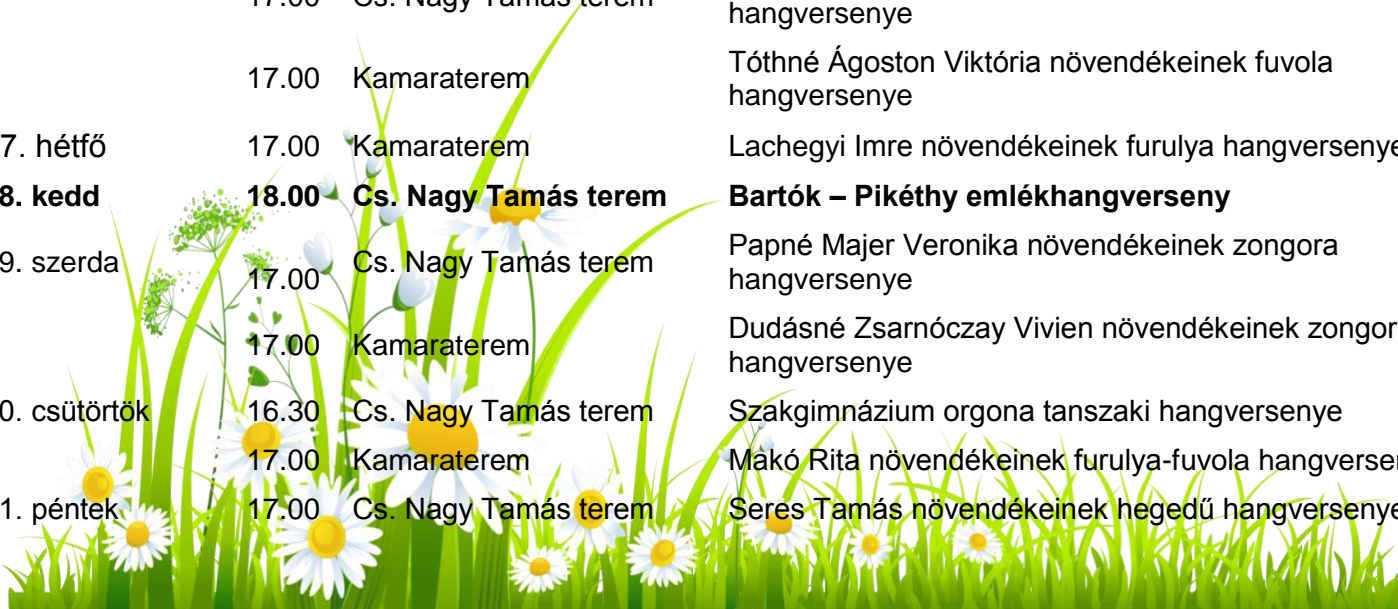 17.00 Cs. Nagy Tamás terem
hangversenye
17.00 Kamaraterem Tóthné Ágoston Viktória növendékeinek fuvola
hangversenye
7. hétfő 17.00 Kamaraterem Lachegyi Imre növendékeinek furulya hangversenye
8. kedd 18.00 Cs. Nagy Tamás terem Bartók – Pikéthy emlékhangverseny
9. szerda 17.00 Cs. Nagy Tamás terem Papné Majer Veronika növendékeinek zongora
hangversenye
17.00 Kamaraterem Dudásné Zsarnóczay Vivien növendékeinek zongor
hangversenye
0. csütörtök 16.30 Cs. Nagy Tamás terem Szakgimnázium orgona tanszaki hangversenye
17.00 Kamaraterem Makó Rita növendékeinek furulya-fuvola hangverse
1. péntek 17.00 Cs. Nagy Tamás terem Seres Tamás növendékeinek hegedű hangversenye